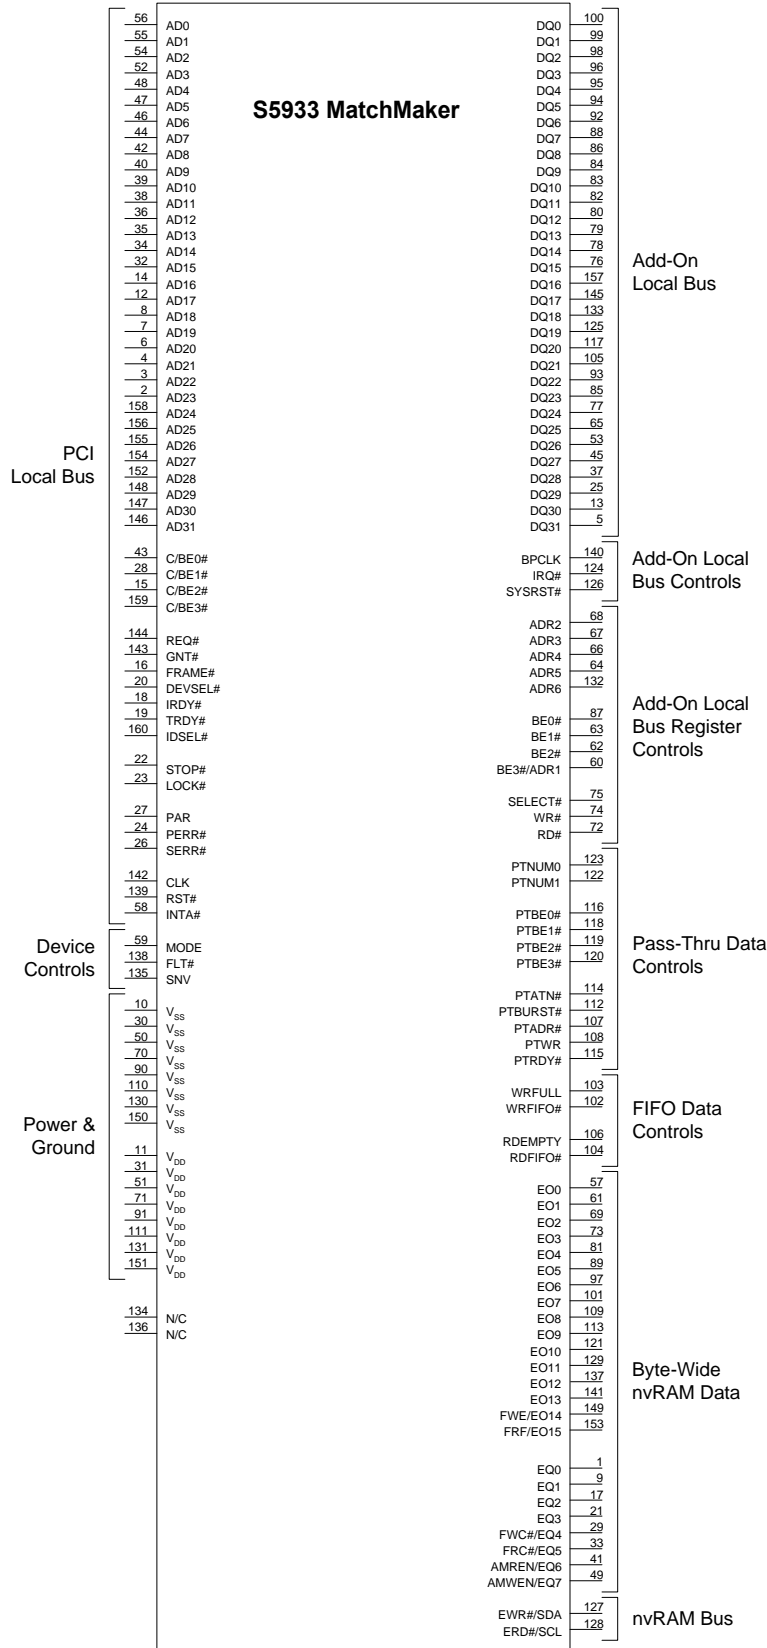 S5933 MatchMaker
PCI
Local Bus
56 AD0
55 AD1
54 AD2
52 AD3
48 AD4
47 AD5
46 AD6
44 AD7
42 AD8
40 AD9
39 AD10
38 AD11
36 AD12
35 AD13
34 AD14
32 AD15
14 AD16
12 AD17
8 AD18
7 AD19
6 AD20
4 AD21
3 AD22
2 AD23
158 AD24
156 AD25
155 AD26
154 AD27
152 AD28
148 AD29
147 AD30
146 AD31
43 C/BE0#
28 C/BE1#
15 C/BE2#
159 C/BE3#
144 REQ#
143 GNT#
16 FRAME#
20 DEVSEL#
18 IRDY#
19 TRDY#
160 IDSEL#
22 STOP#
23 LOCK#
27 PAR
24 PERR#
26 SERR#
142 CLK
139 RST#
58 INTA#
Device
Controls
59 MODE
138 FLT#
135 SNV
Power &
Ground
10 VSS
30 VSS
50 VSS
70 VSS
90 VSS
110 VSS
130 VSS
150 VSS
11 VDD
31 VDD
51 VDD
71 VDD
91 VDD
111 VDD
131 VDD
151 VDD
134 N/C
136 N/C
DQ0 100
DQ1 99
DQ2 98
DQ3 96
DQ4 95
DQ5 94
DQ6 92
DQ7 88
DQ8 86
DQ9 84
DQ10 83
DQ11 82
DQ12 80
DQ13 79
DQ14 78
DQ15 76
DQ16 157
DQ17 145
DQ18 133
DQ19 125
DQ20 117
DQ21 105
DQ22 93
DQ23 85
DQ24 77
DQ25 65
DQ26 53
DQ27 45
DQ28 37
DQ29 25
DQ30 13
DQ31 5
Add-On
Local Bus
BPCLK 140
IRQ# 124
SYSRST# 126
Add-On Local
Bus Controls
ADR2 68
ADR3 67
ADR4 66
ADR5 64
ADR6 132
BE0# 87
BE1# 63
BE2# 62
BE3#/ADR1 60
SELECT# 75
WR# 74
RD# 72
Add-On Local
Bus Register
Controls
PTNUM0 123
PTNUM1 122
PTBE0# 116
PTBE1# 118
PTBE2# 119
PTBE3# 120
PTATN# 114
PTBURST# 112
PTADR# 107
PTWR 108
PTRDY# 115
Pass-Thru Data
Controls
WRFULL 103
WRFIFO# 102
RDEMPTY 106
RDFIFO# 104
FIFO Data
Controls
EO0 57
EO1 61
EO2 69
EO3 73
EO4 81
EO5 89
EO6 97
EO7 101
EO8 109
EO9 113
EO10 121
EO11 129
EO12 137
EO13 141
FWE/EO14 149
FRF/EO15 153
EQ0 1
EQ1 9
EQ2 17
EQ3 21
FWC#/EQ4 29
FRC#/EQ5 33
AMREN/EQ6 41
AMWEN/EQ7 49
Byte-Wide
nvRAM Data
EWR#/SDA 127
ERD#/SCL 128
nvRAM Bus